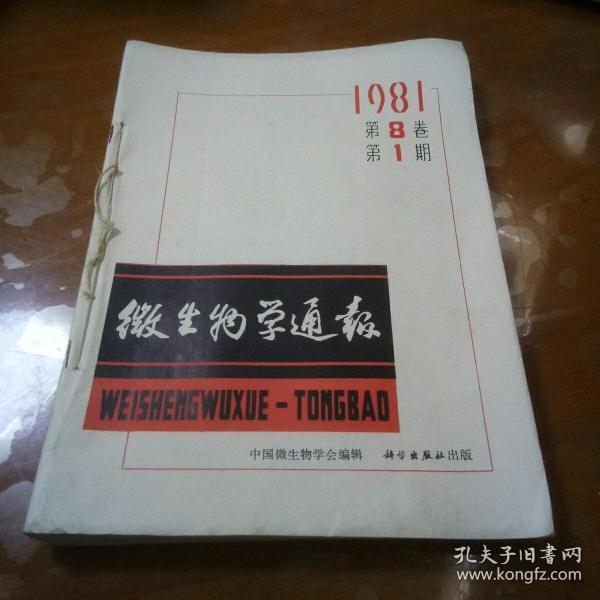 1981
第8卷
第1期
微生物学通报
WEISHENGWUXUE-TONGBAO
中国微生物学会编辑 科学出版社出版
孔夫子旧书网
www.kongfz.com